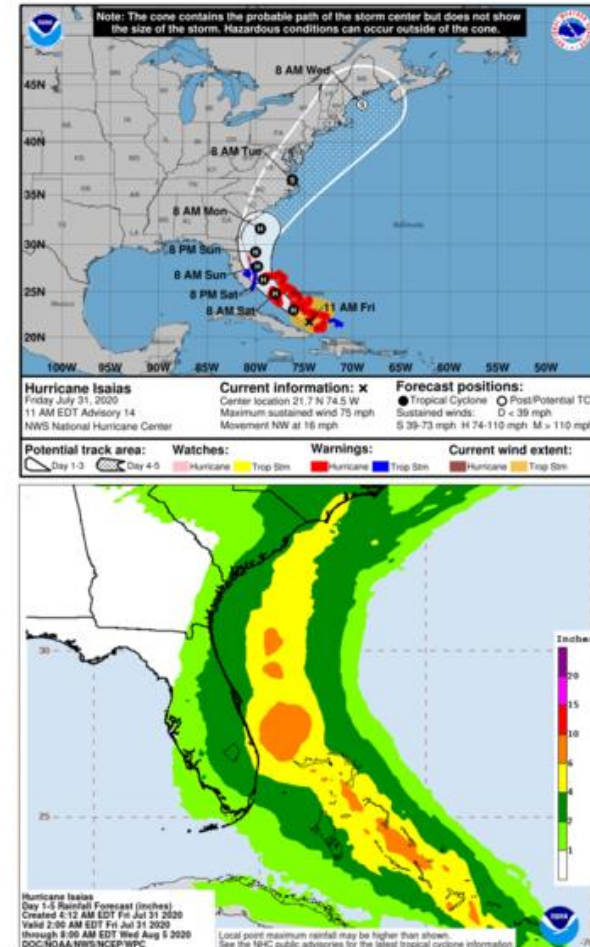 Note: The cone contains the probable path of the storm center but does not show
the size of the storm. Hazardous conditions can occur outside of the cone.
8 AM Wed
45N
40N
8 AM Tue
35N
8 AM Mon
30N
8 PM Sun
8 AM Sun
25N
8 PM Sat
11 AM Fri
8 AM Sat
20N
100W 95W 90W 85W 80W 75W 70W 65W 60W 55W 50W
Hurricane Isaias
Friday July 31, 2020
11 AM EDT Advisory 14
NWS National Hurricane Center
Current information: x
Center location 21.7 N 74.5 W
Maximum sustained wind 75 mph
Movement NW at 16 mph
Forecast positions:
Tropical Cyclone Post/Potential TC
Sustained winds: D < 39 mph
S 39-73 mph H 74-110 mph M > 110 mph
Potential track area:
Day 1-3 Day 4-5
Watches:
Hurricane Trop Stm
Warnings:
Hurricane Trop Stm
Current wind extent:
Hurricane Trop Stm
Inches
20
15
10
6
4
2
1
30
25
Hurricane Isaias
Day 1-5 Rainfall Forecast (inches)
Created 4:12 AM EDT Fri Jul 31 2020
Valid 2:00 AM EDT Fri Jul 31 2020
through 8:00 AM EDT Wed Aug 5 2020
DOC/NOAA/NWS/NCEP/WPC
Local point maximum rainfall may be higher than shown.
See the NHC public advisories for the latest tropical cyclone information.